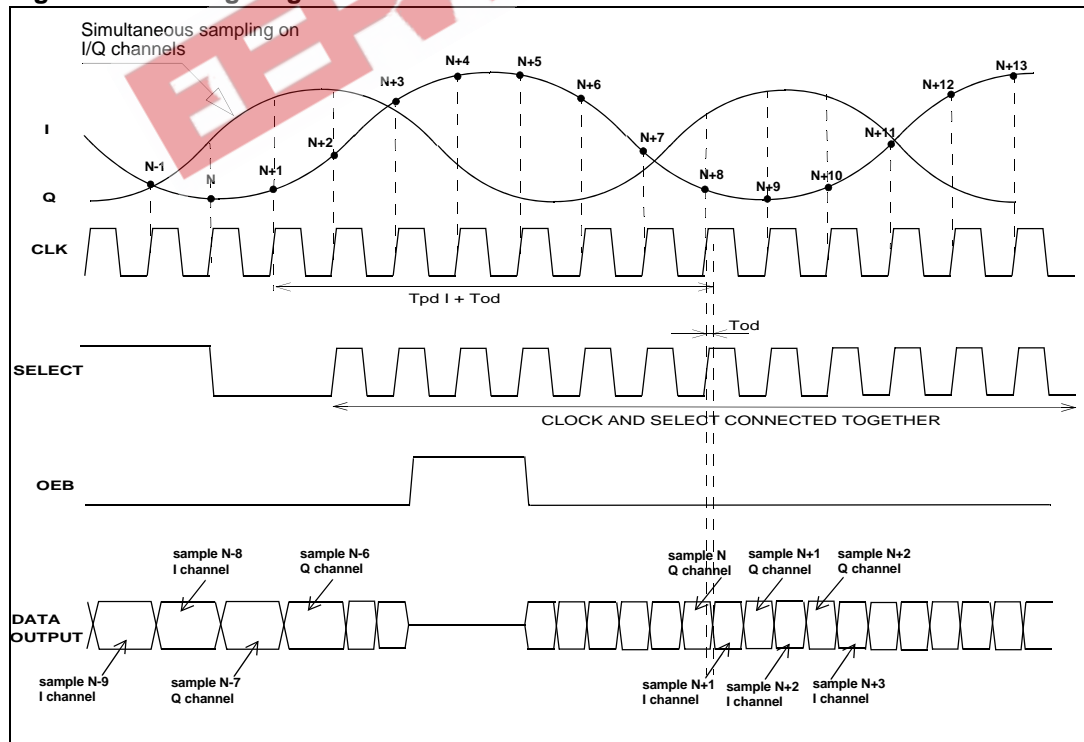 Simultaneous sampling on
I/Q channels
N+3
N+4
N+5
N+6
N+13
N+12
I
N-1
N
N+1
N+2
N+7
N+11
Q
N+8
N+9
N+10
CLK
Tpd I + Tod
Tod
SELECT
CLOCK AND SELECT CONNECTED TOGETHER
OEB
sample N-8
I channel
sample N-6
Q channel
sample N
Q channel
sample N+1
Q channel
sample N+2
Q channel
DATA
OUTPUT
sample N-9
I channel
sample N-7
Q channel
sample N+1
I channel
sample N+2
I channel
sample N+3
I channel